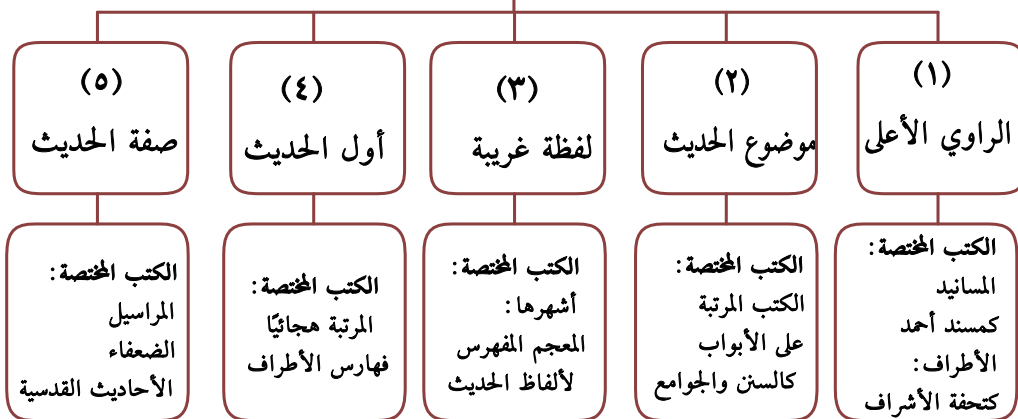 (١)
الراوي الأعلى
(٢)
موضوع الحديث
(٣)
لفظة غريبة
(٤)
أول الحديث
(٥)
صفة الحديث
الكتب المختصة:
المسانيد
كمسند أحمد
الأطراف:
كتحفة الأشراف
الكتب المختصة:
الكتب المرتبة
على الأبواب
كالسنن والجوامع
الكتب المختصة:
أشهرها:
المعجم المفهرس
لألفاظ الحديث
الكتب المختصة:
المرتبة هجائيًا
فهارس الأطراف
الكتب المختصة:
المراسيل
الضعفاء
الأحاديث القدسية